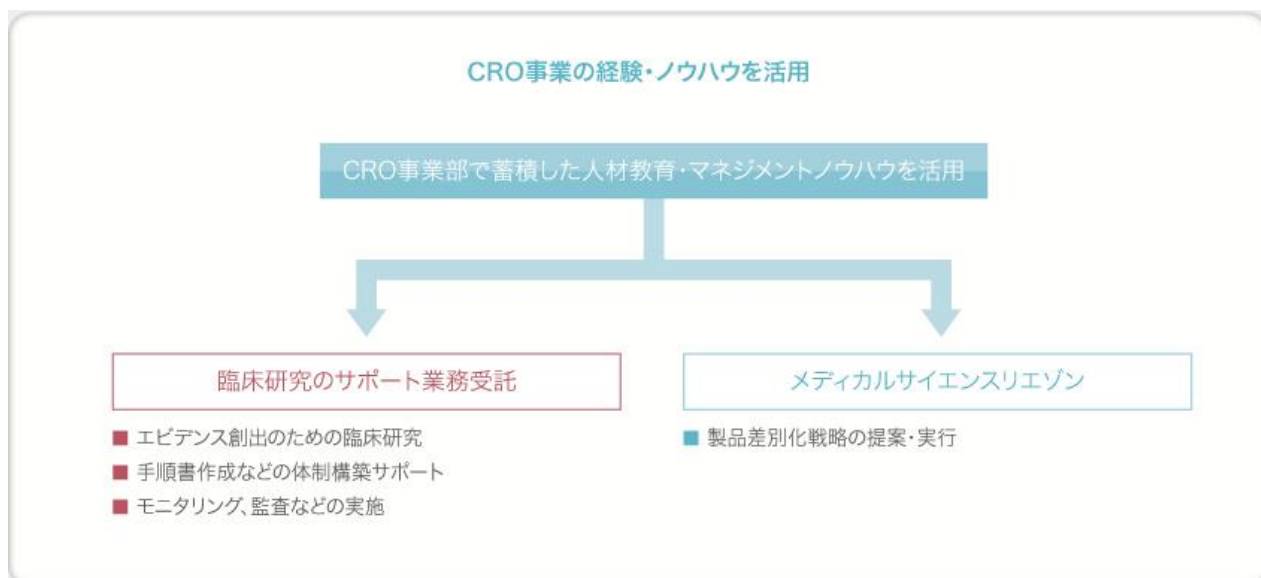 CRO事業の経験・ノウハウを活用
CRO事業部で蓄積した人材教育・マネジメントノウハウを活用
臨床研究のサポート業務受託
■ エビデンス創出のための臨床研究
■ 手順書作成などの体制構築サポート
■ モニタリング、監査などの実施
メディカルサイエンスリエゾン
■ 製品差別化戦略の提案・実行